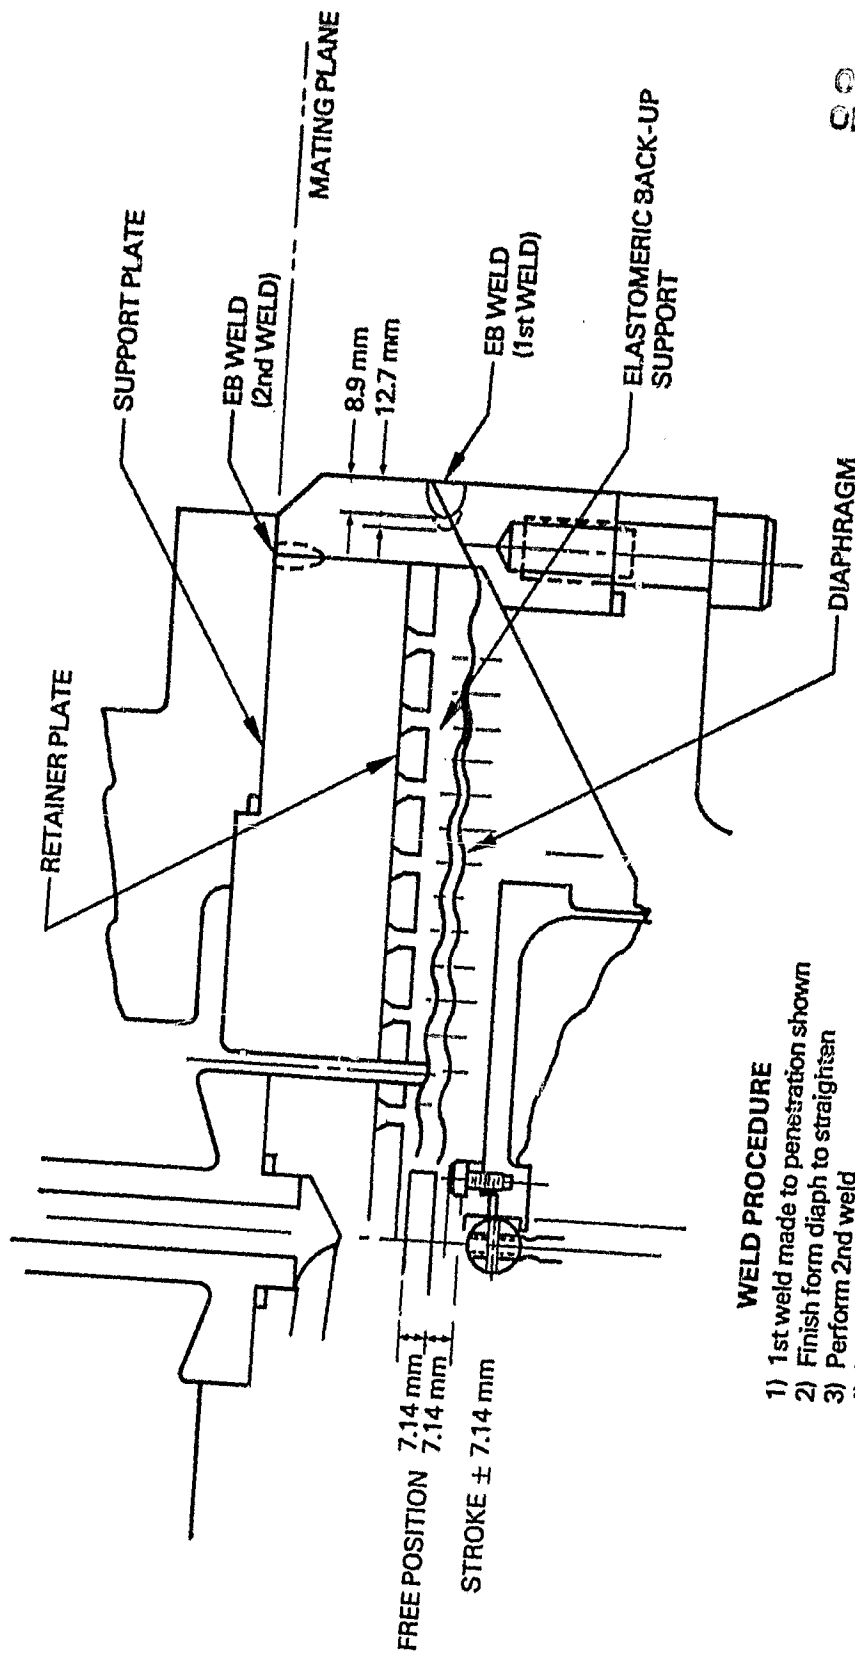 RETAINER PLATE
SUPPORT PLATE
EB WELD
(2nd WELD)
MATING PLANE
8.9 mm
12.7 mm
EB WELD
(1st WELD)
ELASTOMERIC BACK-UP
SUPPORT
DIAPHRAGM
FREE POSITION 7.14 mm
7.14 mm
STROKE ± 7.14 mm
WELD PROCEDURE
1) 1st weld made to penetration shown
2) Finish form diaph to straighten
3) Perform 2nd weld